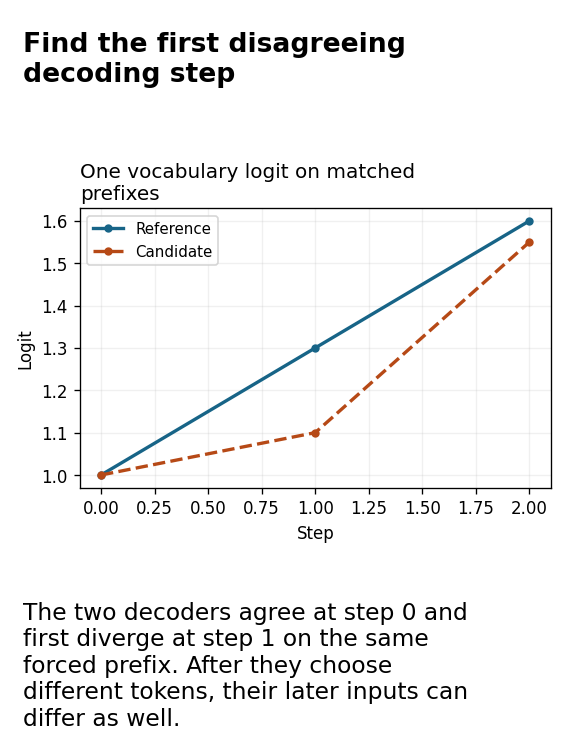 Find the first disagreeing
decoding step
One vocabulary logit on matched
prefixes
Reference
Candidate
1.6
1.5
1.4
1.3
1.2
1.1
1.0
Logit
0.00 0.25 0.50 0.75 1.00 1.25 1.50 1.75 2.00
Step
The two decoders agree at step 0 and
first diverge at step 1 on the same
forced prefix. After they choose
different tokens, their later inputs can
differ as well.